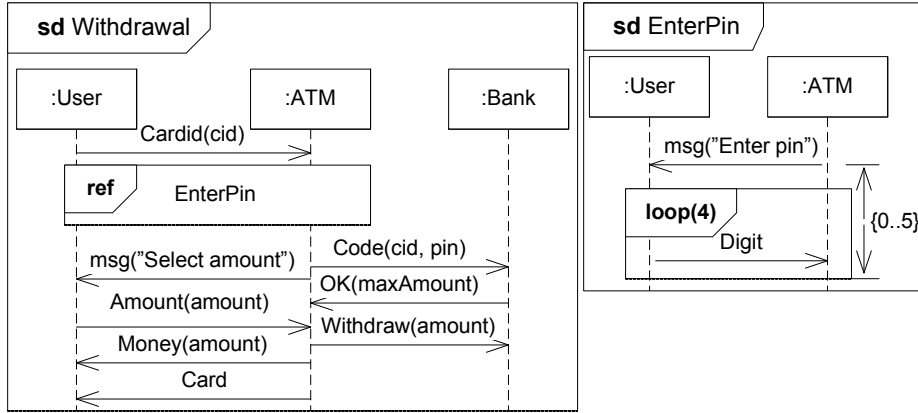 sd Withdrawal
:User
:ATM
:Bank
Cardid(cid)
ref
EnterPin
msg("Select amount")
Code(cid, pin)
OK(maxAmount)
Amount(amount)
Withdraw(amount)
Money(amount)
Card
sd EnterPin
:User
:ATM
msg("Enter pin")
loop(4)
{0..5}
Digit